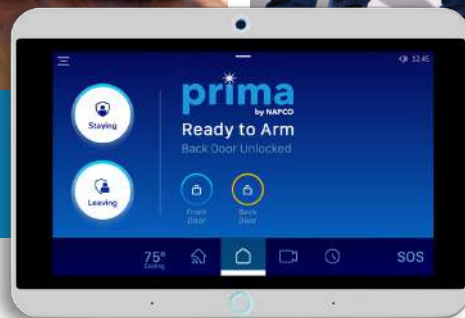 12:45
prima
by NAPCO
Staying
Ready to Arm
Back Door Unlocked
Leaving
Front
Door
Back
Door
75°
Cooling
SOS